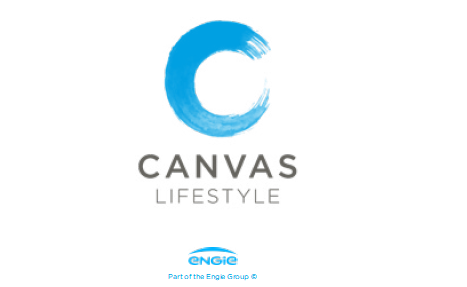 CANVAS
LIFESTYLE
ENGIE
Part of the Engie Group ©